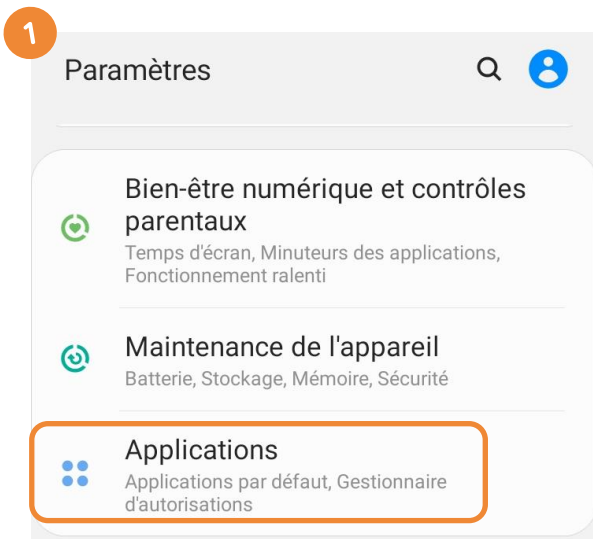 1
Paramètres
Bien-être numérique et contrôles
parentaux
Temps d'écran, Minuteurs des applications,
Fonctionnement ralenti
Maintenance de l'appareil
Batterie, Stockage, Mémoire, Sécurité
Applications
Applications par défaut, Gestionnaire
d'autorisations